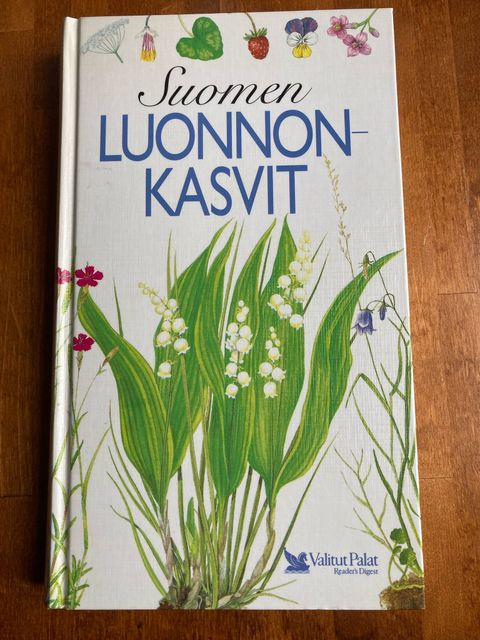 Suomen
LUONNON-
KASVIT
Valitut Palat
Reader's Digest